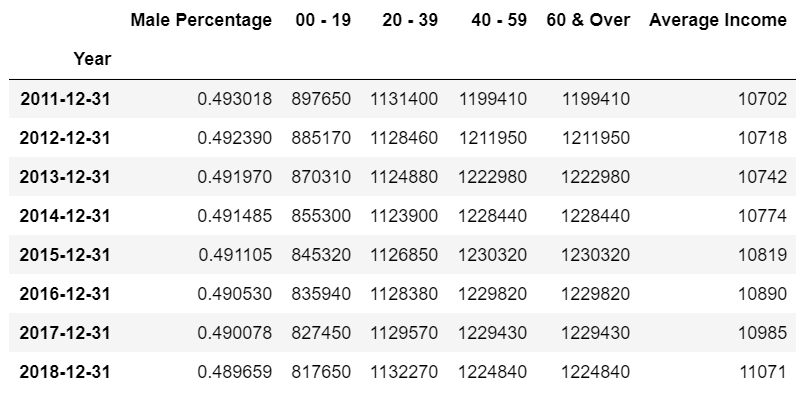 Male Percentage 00 - 19 20 - 39 40 - 59 60 & Over Average Income
Year
2011-12-31 0.493018 897650 1131400 1199410 1199410 10702
2012-12-31 0.492390 885170 1128460 1211950 1211950 10718
2013-12-31 0.491970 870310 1124880 1222980 1222980 10742
2014-12-31 0.491485 855300 1123900 1228440 1228440 10774
2015-12-31 0.491105 845320 1126850 1230320 1230320 10819
2016-12-31 0.490530 835940 1128380 1229820 1229820 10890
2017-12-31 0.490078 827450 1129570 1229430 1229430 10985
2018-12-31 0.489659 817650 1132270 1224840 1224840 11071